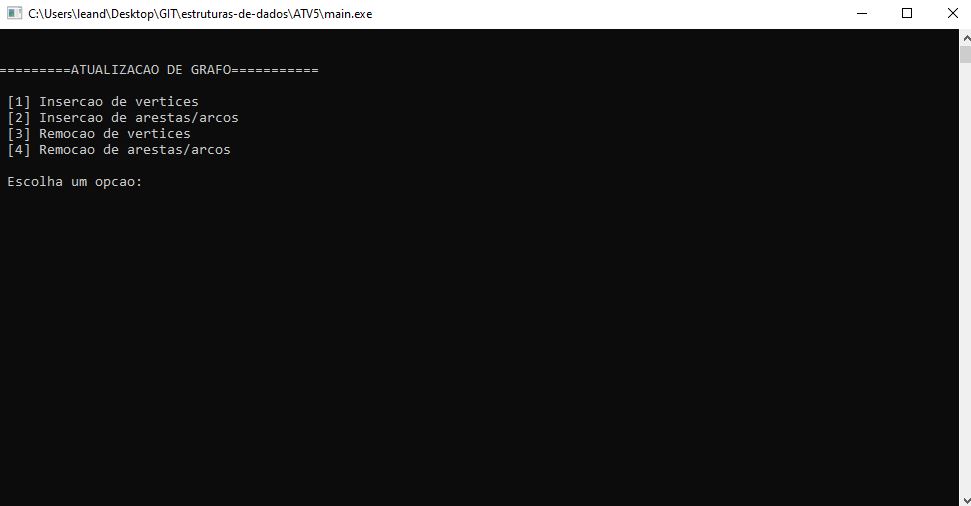 C:\Users\leand\Desktop\GIT\estruturas-de-dados\ATV5\main.exe
=========ATUALIZACAO DE GRAFO===========
[1] Insercao de vertices
[2] Insercao de arestas/arcos
[3] Remocao de vertices
[4] Remocao de arestas/arcos
Escolha um opcao: